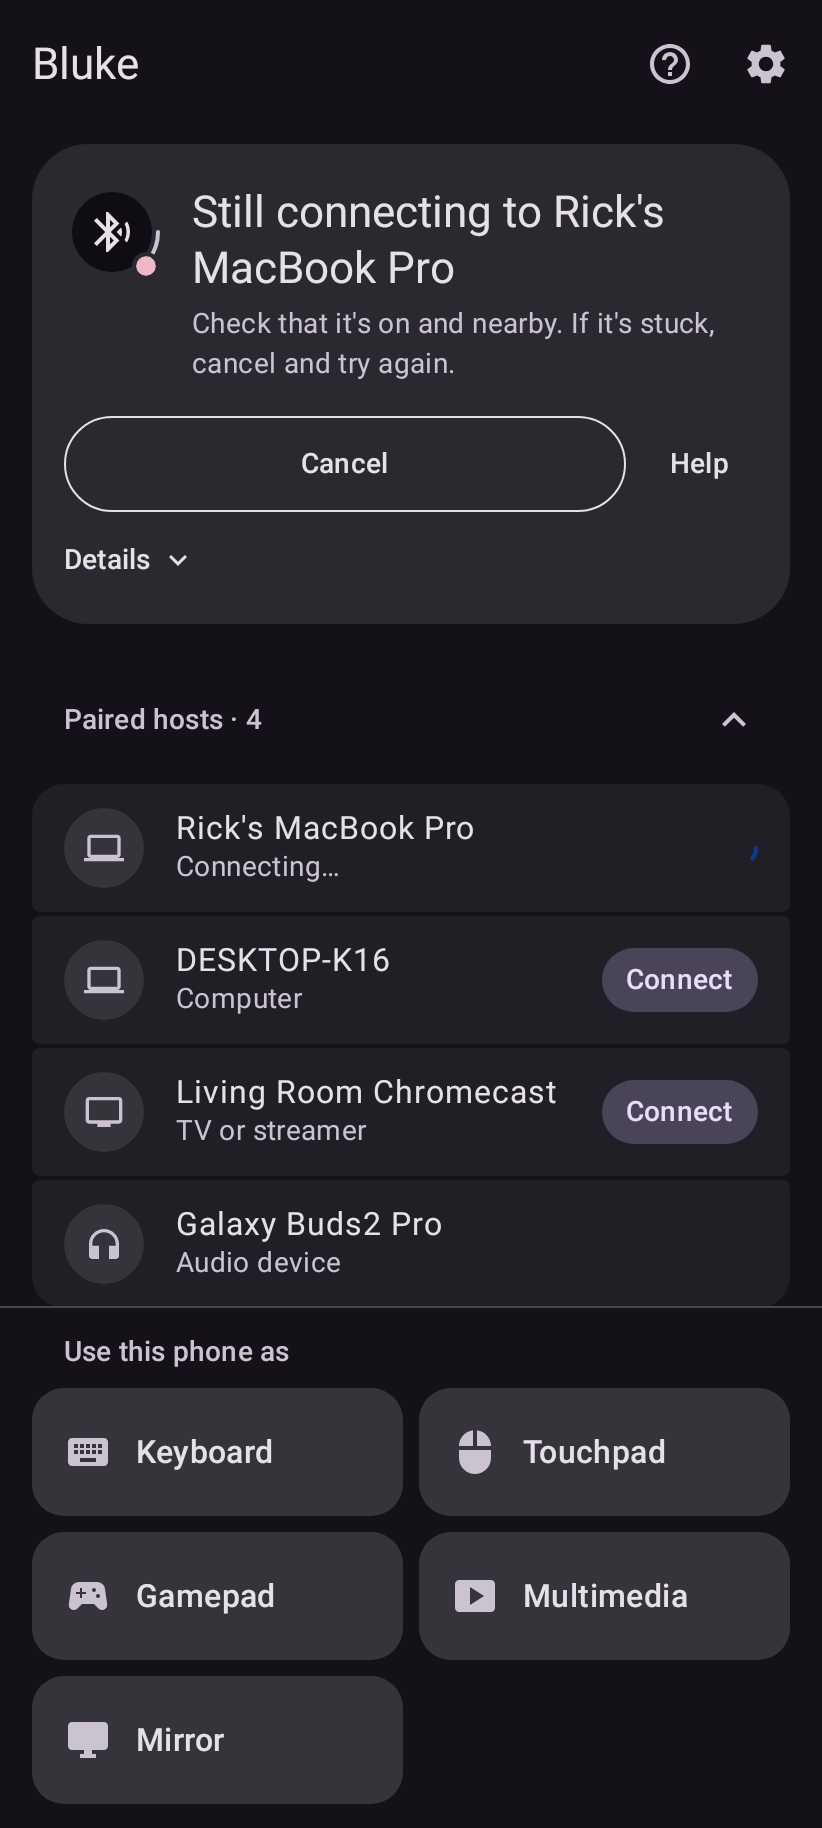 Bluke
Still connecting to Rick's
MacBook Pro
Check that it's on and nearby. If it's stuck,
cancel and try again.
Cancel
Help
Details
Paired hosts · 4
Rick's MacBook Pro
Connecting…
DESKTOP-K16
Computer
Connect
Living Room Chromecast
TV or streamer
Connect
Galaxy Buds2 Pro
Audio device
Use this phone as
Keyboard
Touchpad
Gamepad
Multimedia
Mirror